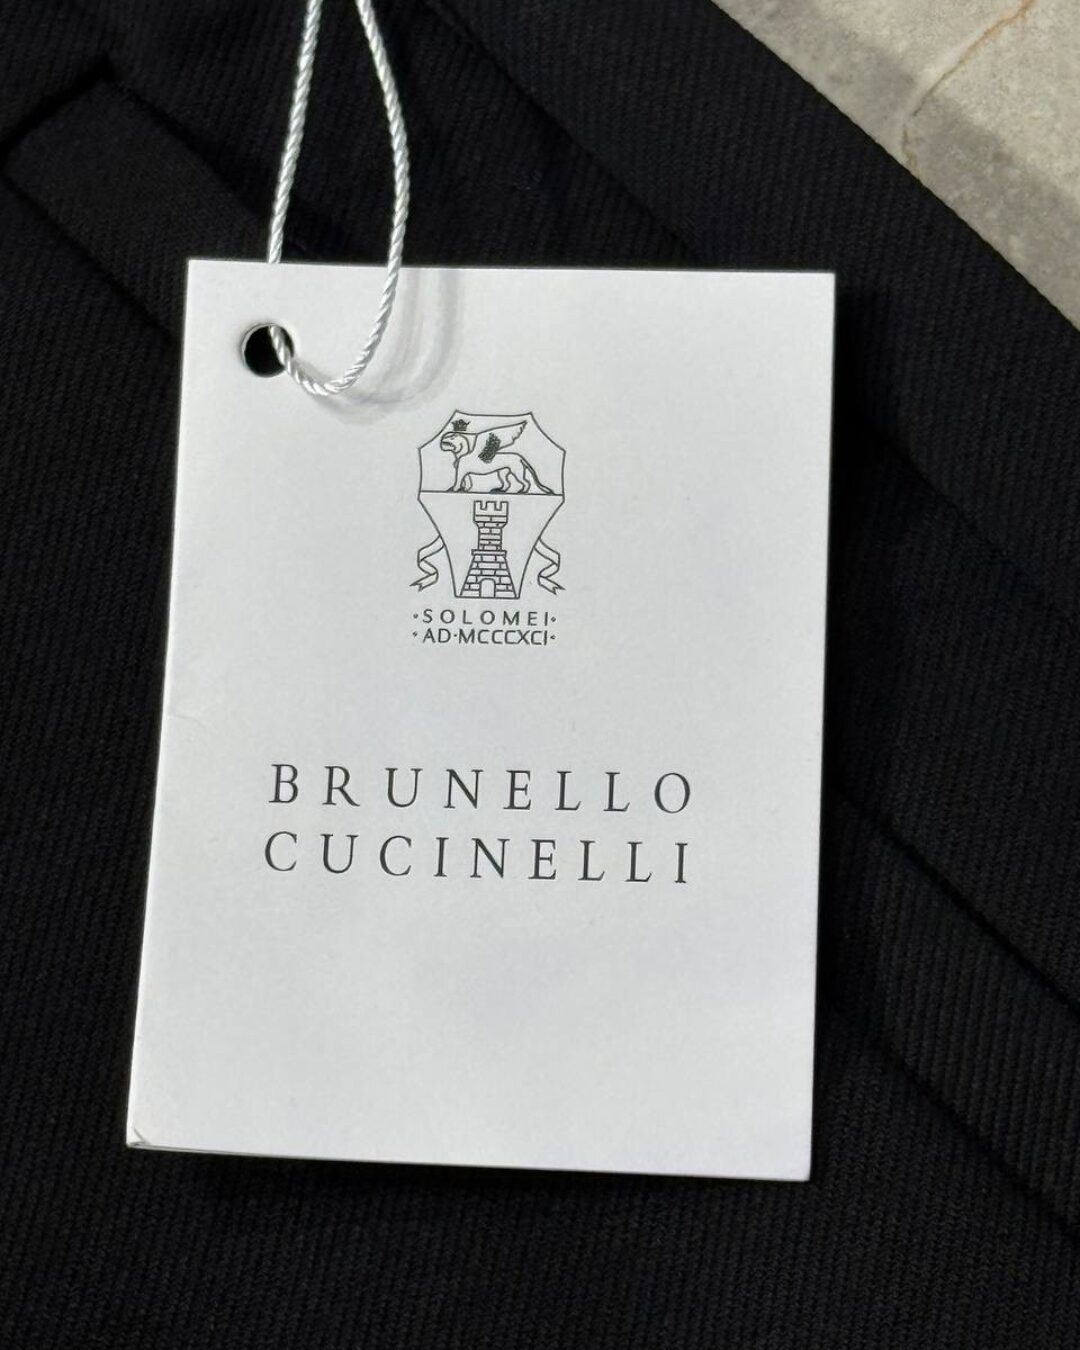 ·SOLOMEI·
·AD·MCCCXCI·
BRUNELLO
CUCINELLI